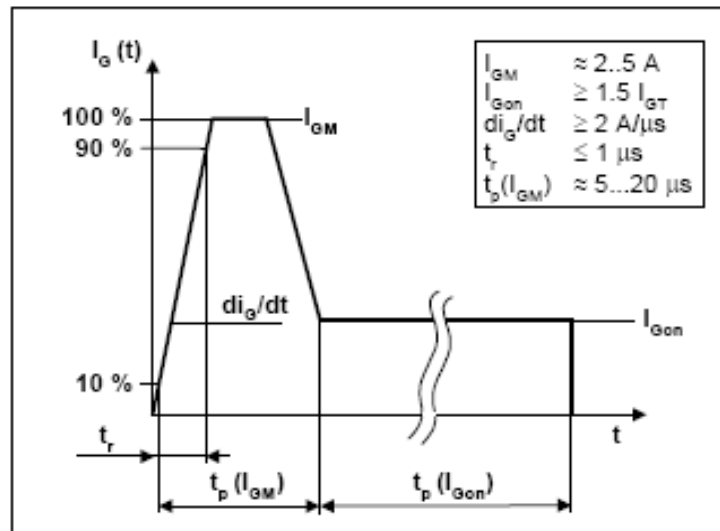 I_G (t)
100 %
90 %
10 %
I_GM
di_G/dt
I_Gon
t
t_r
t_p (I_GM)
t_p (I_Gon)
I_GM ≈ 2..5 A
I_Gon ≥ 1.5 I_GT
di_G/dt ≥ 2 A/µs
t_r ≤ 1 µs
t_p(I_GM) ≈ 5...20 µs